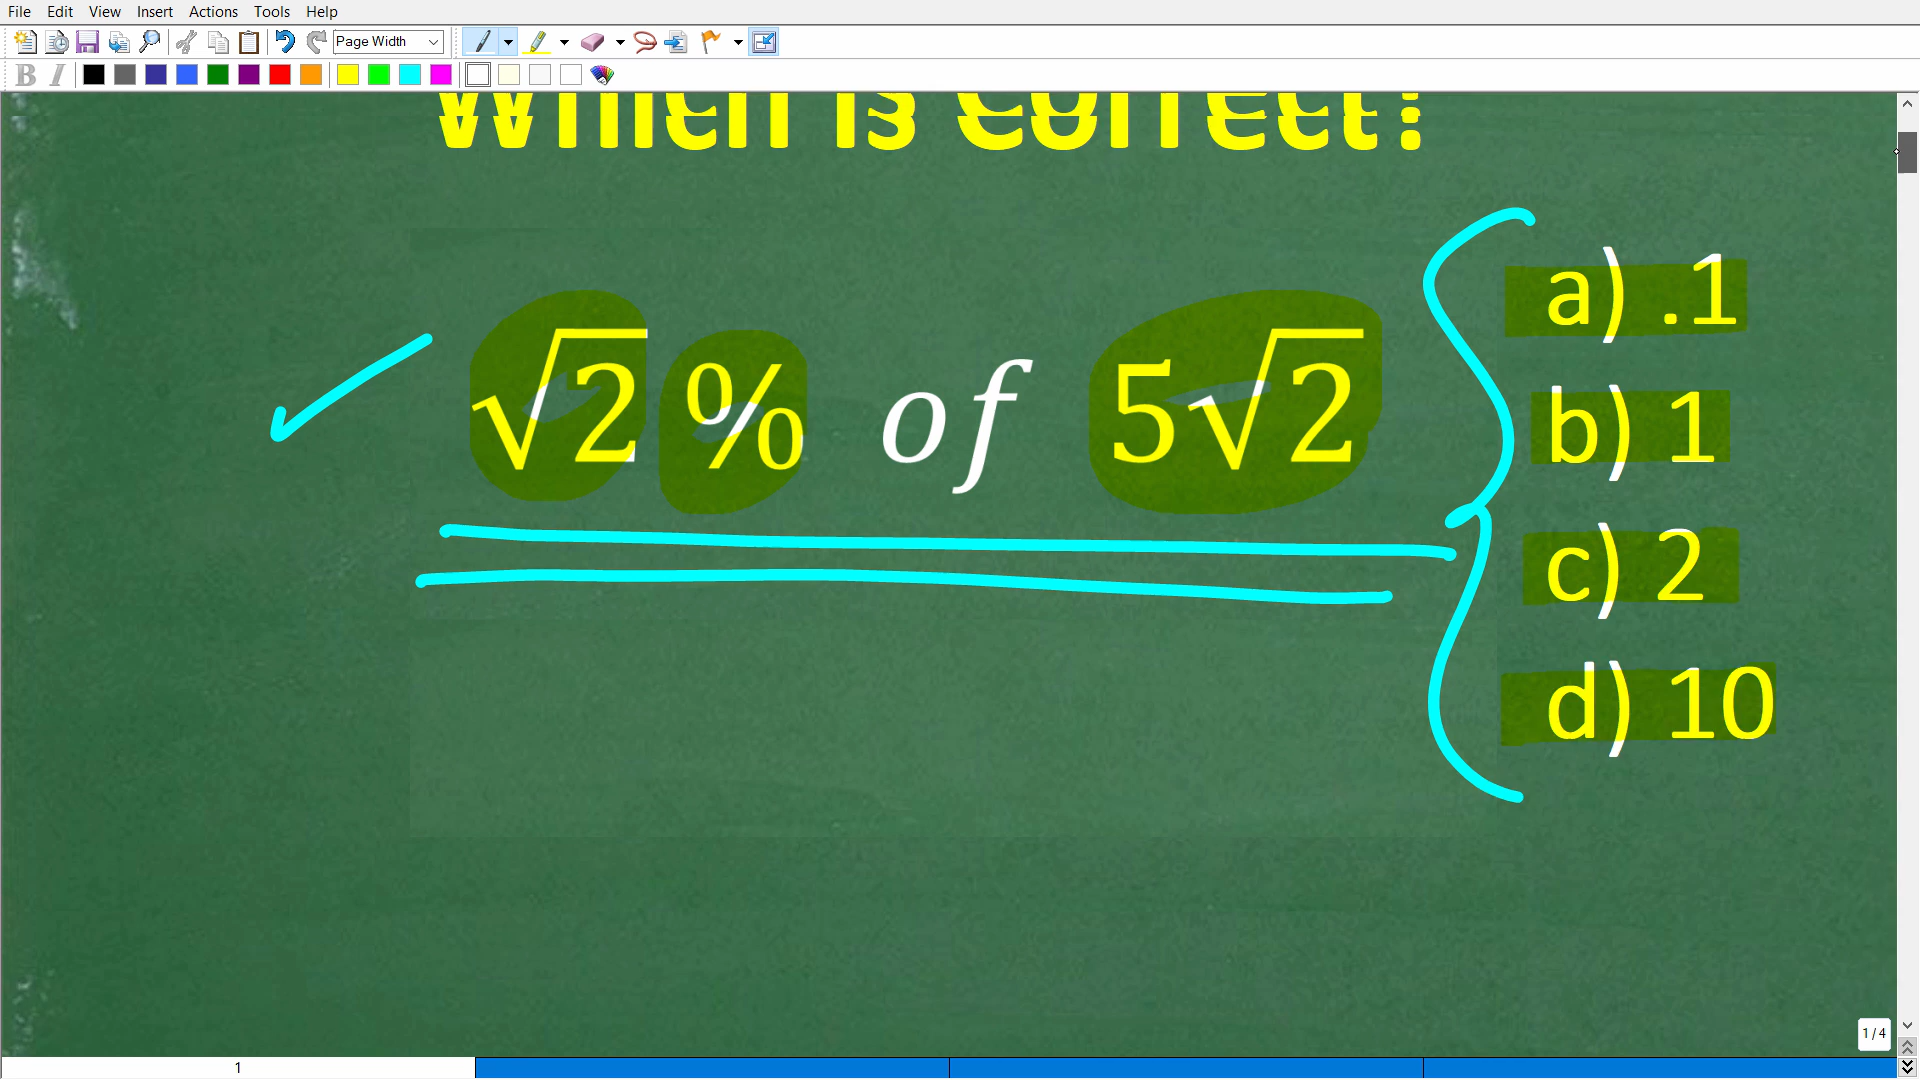 File Edit View Insert Actions Tools Help
Page Width
B I
Which is Correct?
√2 % of 5√2
a) .1
b) 1
c) 2
d) 10
1 / 4
1